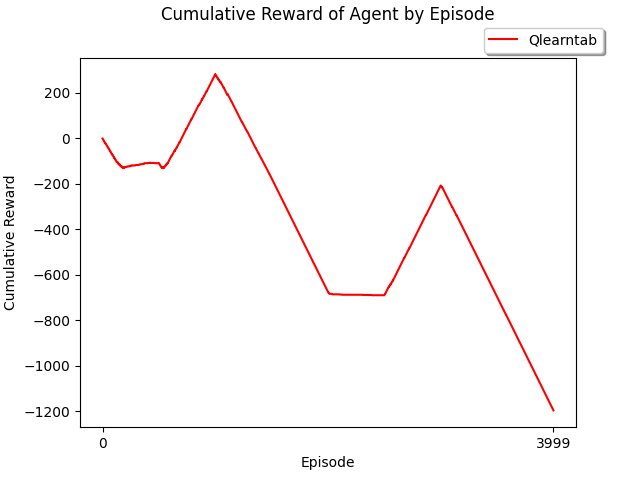 Cumulative Reward of Agent by Episode
Qlearntab
200
0
−200
−400
−600
−800
−1000
−1200
Cumulative Reward
0
3999
Episode